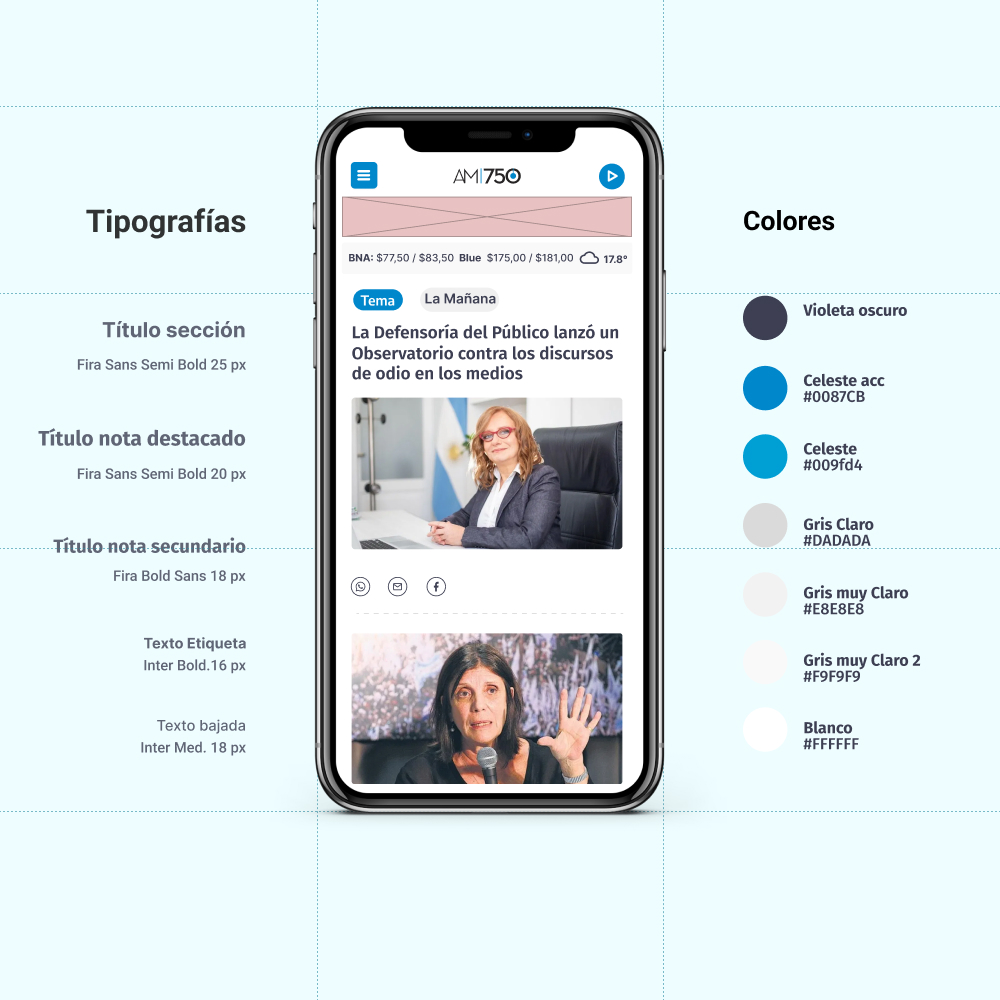 Tipografías
Título sección
Fira Sans Semi Bold 25 px
Título nota destacado
Fira Sans Semi Bold 20 px
Título nota secundario
Fira Bold Sans 18 px
Texto Etiqueta
Inter Bold.16 px
Texto bajada
Inter Med. 18 px
AM|750
BNA: $77,50 / $83,50 Blue $175,00 / $181,00 17.8°
Tema
La Mañana
La Defensoría del Público lanzó un
Observatorio contra los discursos
de odio en los medios
Colores
Violeta oscuro
Celeste acc
#0087CB
Celeste
#009fd4
Gris Claro
#DADADA
Gris muy Claro
#E8E8E8
Gris muy Claro 2
#F9F9F9
Blanco
#FFFFFF